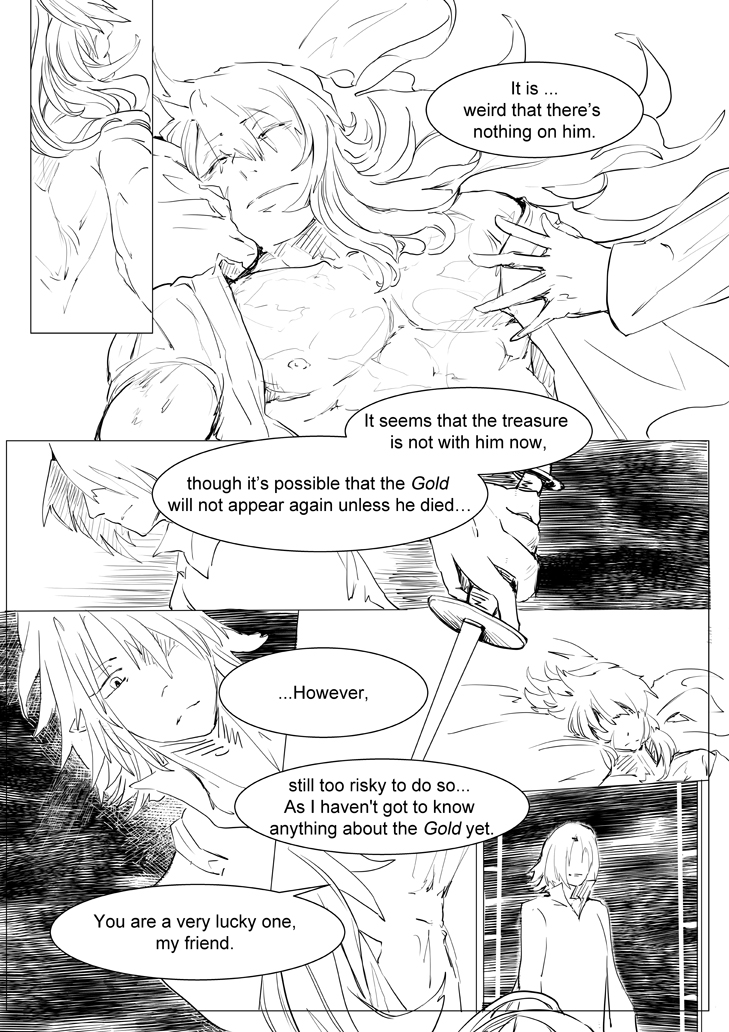 It is ...
weird that there's
nothing on him.
It seems that the treasure
is not with him now,
though it's possible that the Gold
will not appear again unless he died...
...However,
still too risky to do so...
As I haven't got to know
anything about the Gold yet.
You are a very lucky one,
my friend.